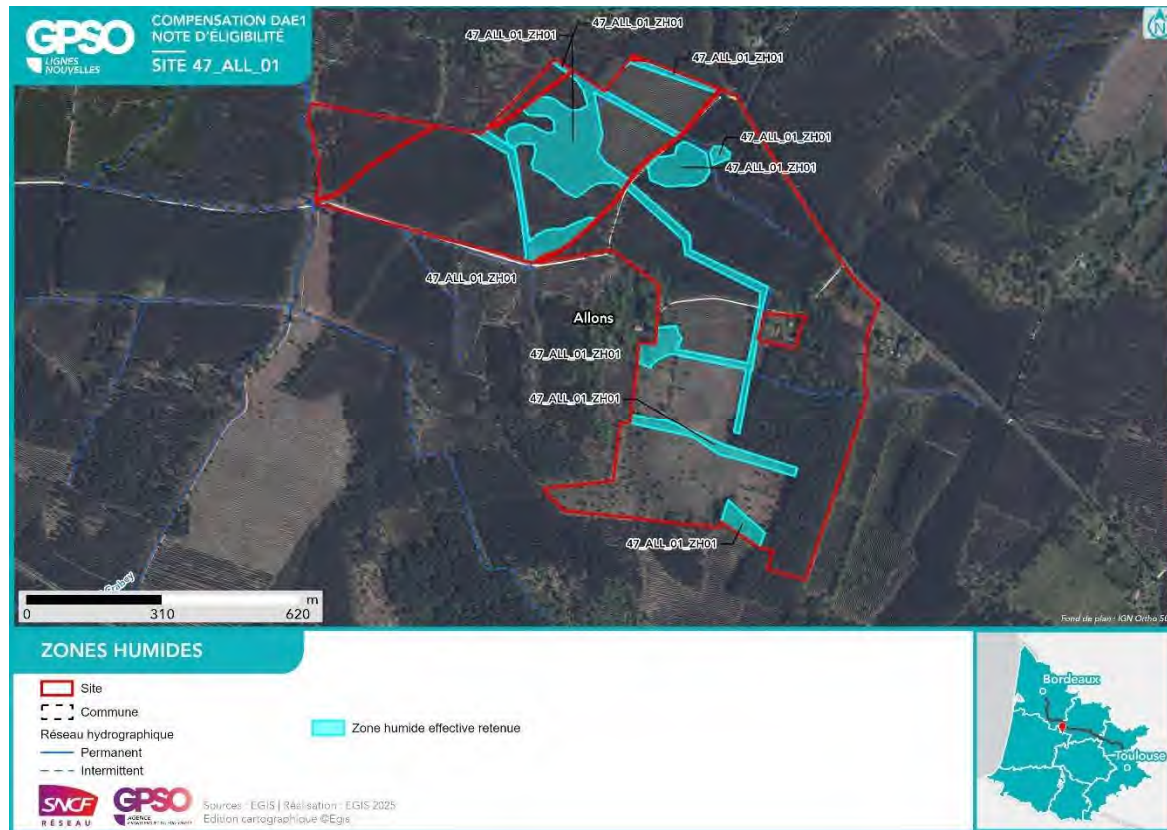 GPSO
LIGNES
NOUVELLES
COMPENSATION DAE1
NOTE D'ÉLIGIBILITÉ
SITE 47_ALL_01
N
47_ALL_01_ZH01
47_ALL_01_ZH01
47_ALL_01_ZH01
47_ALL_01_ZH01
47_ALL_01_ZH01
47_ALL_01_ZH01
Allons
47_ALL_01_ZH01
47_ALL_01_ZH01
47_ALL_01_ZH01
m
0 310 620
Fond de plan : IGN Ortho
ZONES HUMIDES
Site
Commune
Réseau hydrographique
Permanent
Intermittent
Zone humide effective retenue
SNCF
RÉSEAU
GPSO
AGENCE
Sources : EGIS | Réalisation : EGIS 2025
Edition cartographique ©Egis
Bordeaux
Toulouse